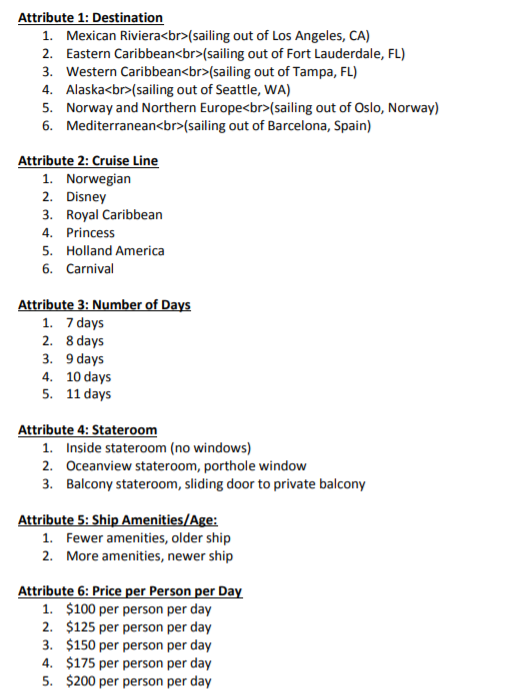 Attribute 1: Destination
1. Mexican Riviera<br>(sailing out of Los Angeles, CA)
2. Eastern Caribbean<br>(sailing out of Fort Lauderdale, FL)
3. Western Caribbean<br>(sailing out of Tampa, FL)
4. Alaska<br>(sailing out of Seattle, WA)
5. Norway and Northern Europe<br>(sailing out of Oslo, Norway)
6. Mediterranean<br>(sailing out of Barcelona, Spain)
Attribute 2: Cruise Line
1. Norwegian
2. Disney
3. Royal Caribbean
4. Princess
5. Holland America
6. Carnival
Attribute 3: Number of Days
1. 7 days
2. 8 days
3. 9 days
4. 10 days
5. 11 days
Attribute 4: Stateroom
1. Inside stateroom (no windows)
2. Oceanview stateroom, porthole window
3. Balcony stateroom, sliding door to private balcony
Attribute 5: Ship Amenities/Age:
1. Fewer amenities, older ship
2. More amenities, newer ship
Attribute 6: Price per Person per Day
1. $100 per person per day
2. $125 per person per day
3. $150 per person per day
4. $175 per person per day
5. $200 per person per day